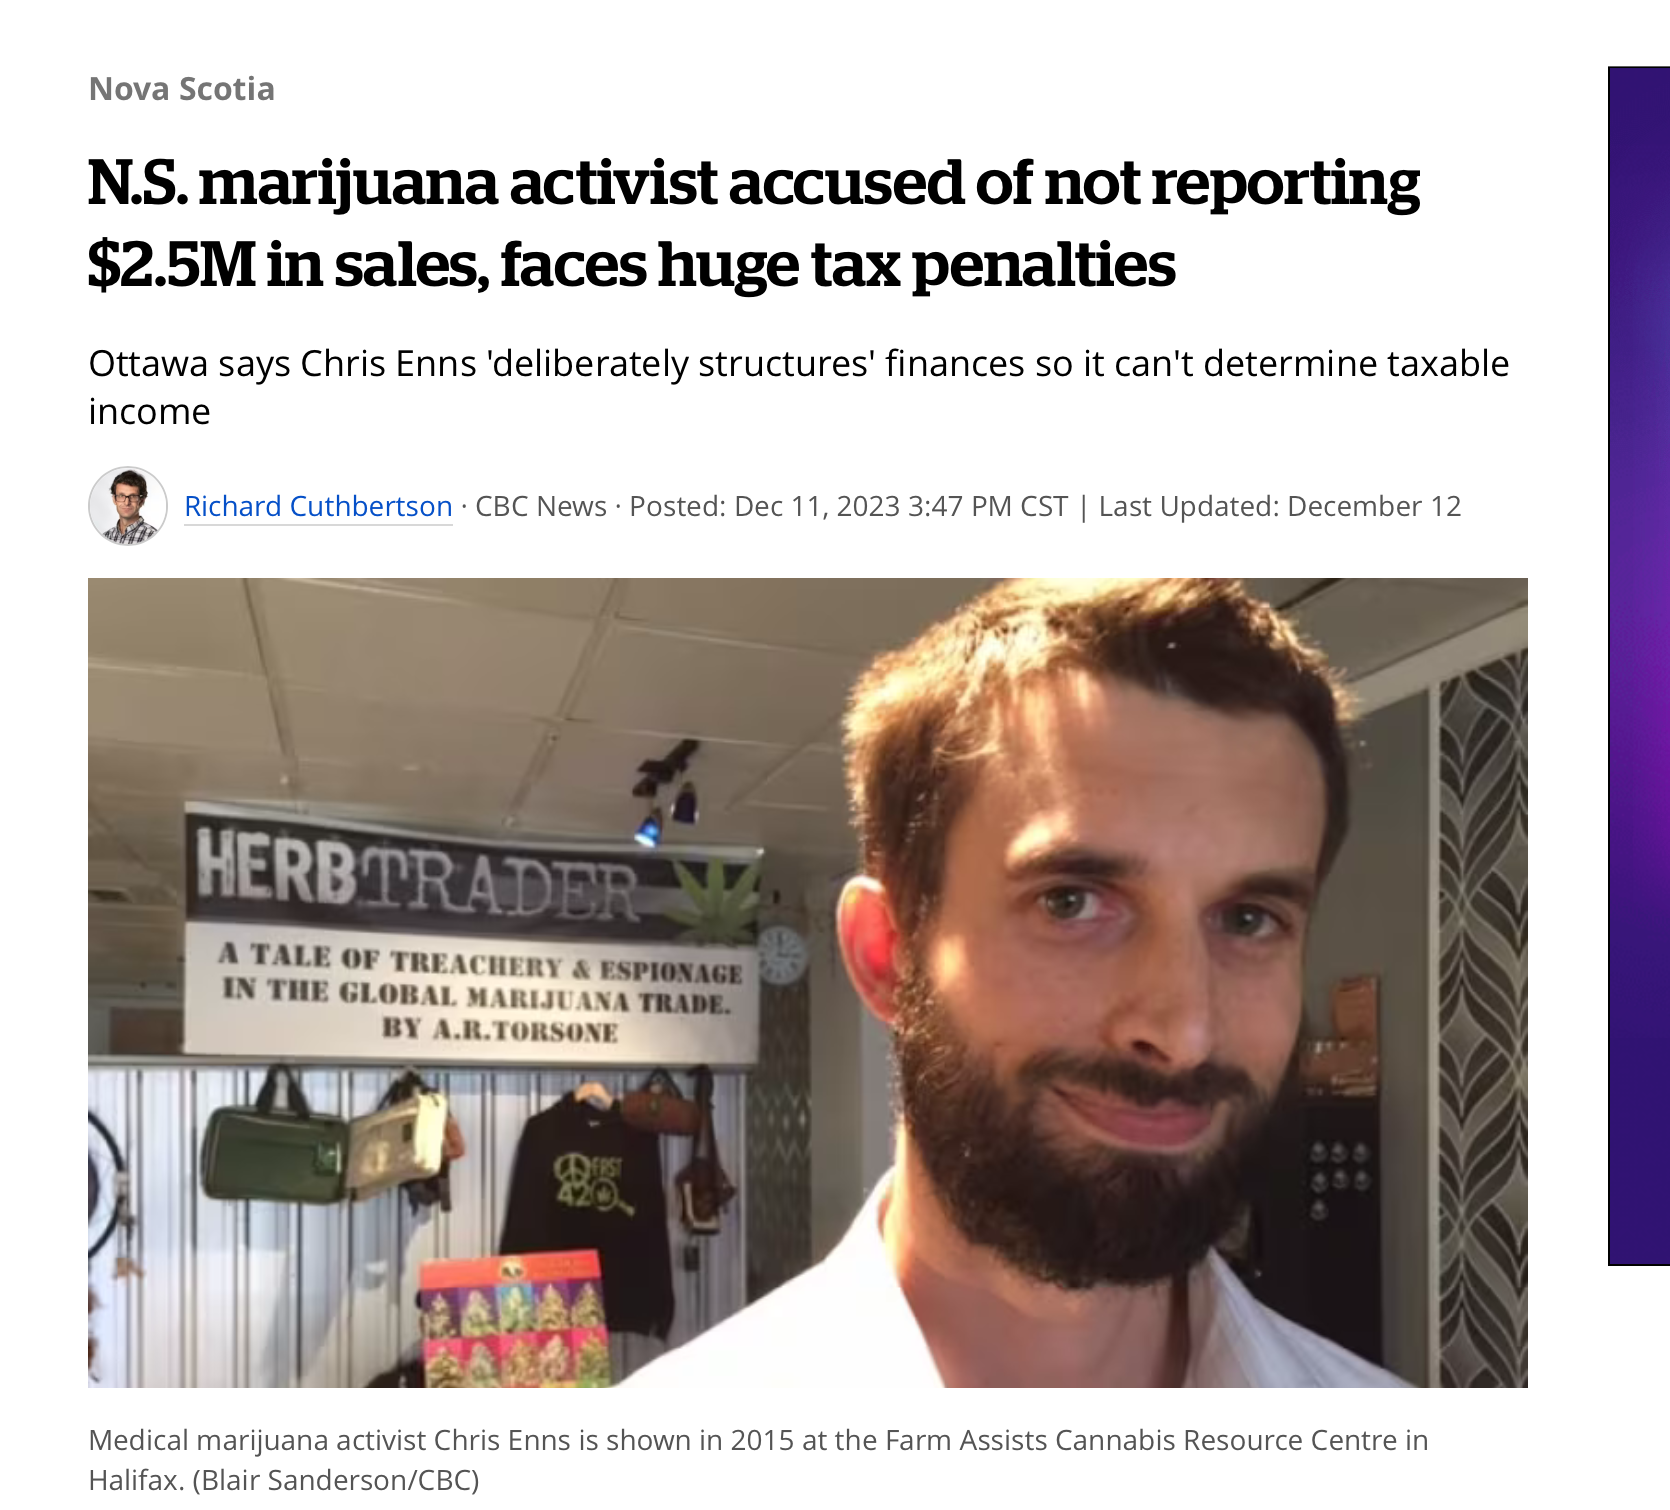 Nova Scotia
N.S. marijuana activist accused of not reporting
$2.5M in sales, faces huge tax penalties
Ottawa says Chris Enns 'deliberately structures' finances so it can't determine taxable
income
Richard Cuthbertson · CBC News · Posted: Dec 11, 2023 3:47 PM CST | Last Updated: December 12
HERBTRADER
A TALE OF TREACHERY & ESPIONAGE
IN THE GLOBAL MARIJUANA TRADE.
BY A.R.TORSONE
EAST
420
Medical marijuana activist Chris Enns is shown in 2015 at the Farm Assists Cannabis Resource Centre in
Halifax. (Blair Sanderson/CBC)